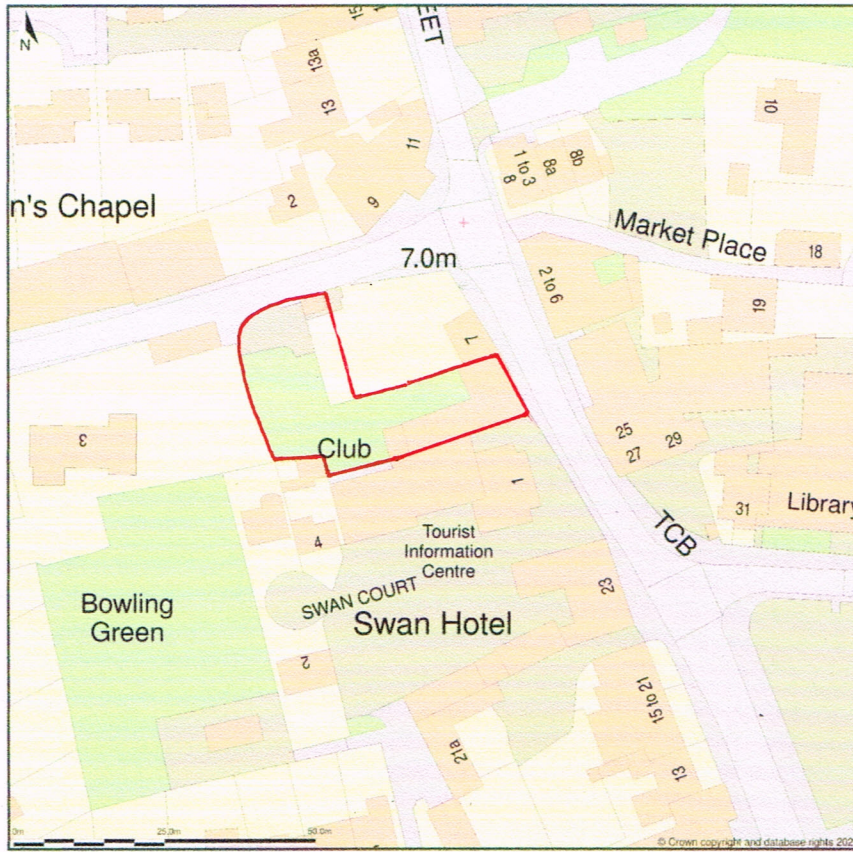 N
15
EET
13a
13
11
10
1 to 3
8
8a
8b
2
9
n's Chapel
Market Place
18
7.0m
2 to 6
19
7
Club
3
25
27
29
1
31
Library
4
Tourist
Information
Centre
TCB
SWAN COURT
23
Bowling
Green
Swan Hotel
2
15 to 21
21a
13
0m
25.0m
50.0m
© Crown copyright and database rights 202